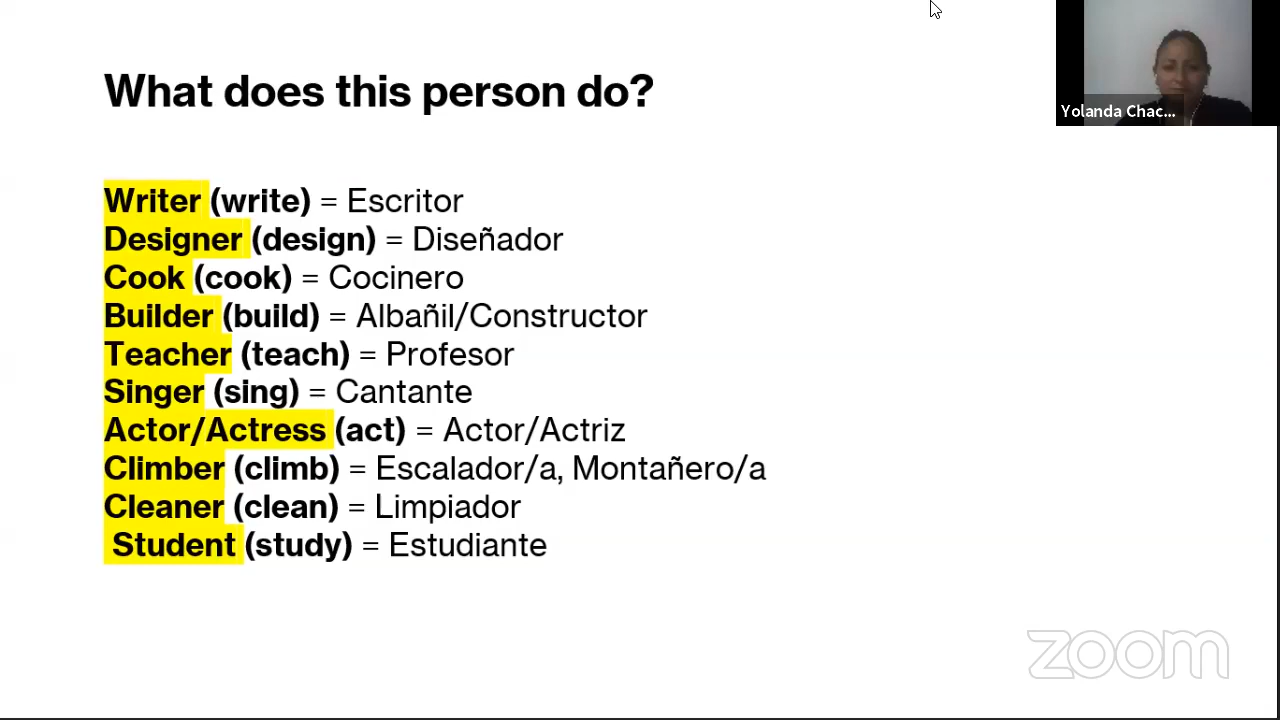 What does this person do?
Yolanda Chac...
Writer (write) = Escritor
Designer (design) = Diseñador
Cook (cook) = Cocinero
Builder (build) = Albañil/Constructor
Teacher (teach) = Profesor
Singer (sing) = Cantante
Actor/Actress (act) = Actor/Actriz
Climber (climb) = Escalador/a, Montañero/a
Cleaner (clean) = Limpiador
Student (study) = Estudiante
zoom